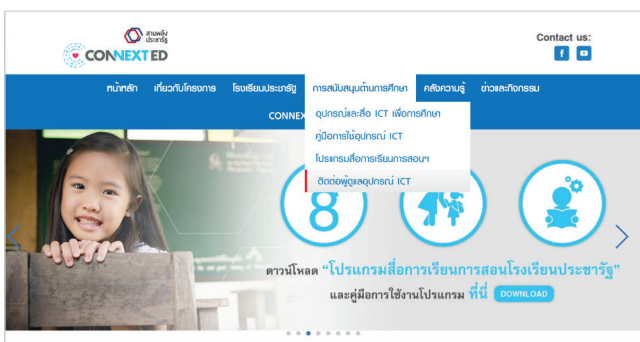 สานพลัง
ประชารัฐ
CONNEXT ED
Contact us:
หน้าหลัก เกี่ยวกับโครงการ โรงเรียนประชารัฐ การสนับสนุนด้านการศึกษา คลังความรู้ ข่าวและกิจกรรม
CONNEX
อุปกรณ์และสื่อ ICT เพื่อการศึกษา
คู่มือการใช้อุปกรณ์ ICT
โปรแกรมสื่อการเรียนการสอนฯ
ติดต่อผู้ดูแลอุปกรณ์ ICT
8
ดาวน์โหลด “โปรแกรมสื่อการเรียนการสอนโรงเรียนประชารัฐ”
และคู่มือการใช้งานโปรแกรม ที่นี่ DOWNLOAD